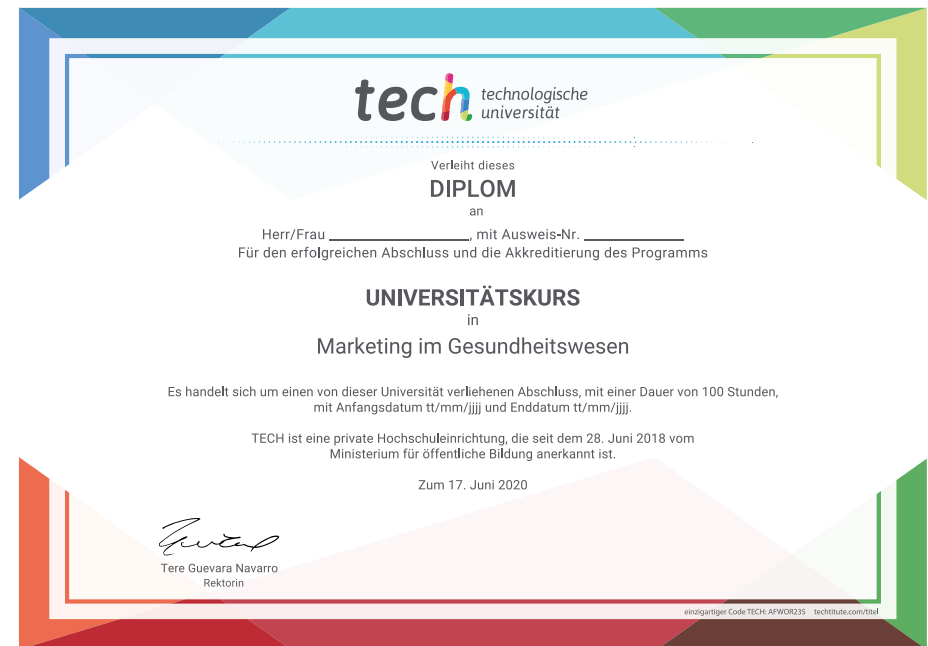 tech technologische
universität
Verleiht dieses
DIPLOM
an
Herr/Frau ____________, mit Ausweis-Nr. ____________
Für den erfolgreichen Abschluss und die Akkreditierung des Programms
UNIVERSITÄTSKURS
in
Marketing im Gesundheitswesen
Es handelt sich um einen von dieser Universität verliehenen Abschluss, mit einer Dauer von 100 Stunden,
mit Anfangsdatum tt/mm/jjjj und Enddatum tt/mm/jjjj.
TECH ist eine private Hochschuleinrichtung, die seit dem 28. Juni 2018 vom
Ministerium für öffentliche Bildung anerkannt ist.
Zum 17. Juni 2020
Tere Guevara Navarro
Rektorin
einzigartiger Code TECH: AFWOR23S techtitute.com/titel